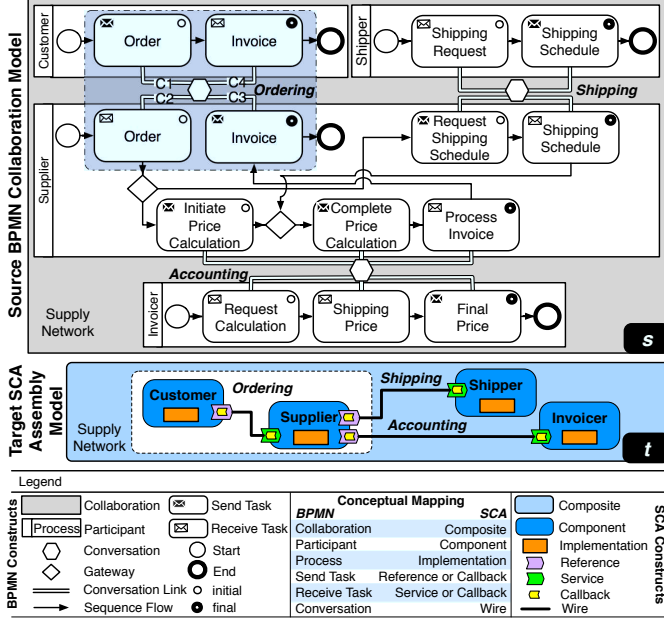 Source BPMN Collaboration Model
Customer
Order
Invoice
C1
C4
C2
C3
Ordering
Shipper
Shipping
Request
Shipping
Schedule
Shipping
Supplier
Order
Invoice
Request
Shipping
Schedule
Shipping
Schedule
Initiate
Price
Calculation
Complete
Price
Calculation
Process
Invoice
Accounting
Supply
Network
Invoicer
Request
Calculation
Shipping
Price
Final
Price
s
Target SCA
Assembly
Model
Supply
Network
Customer
Ordering
Supplier
Shipping
Shipper
Accounting
Invoicer
t
Legend
BPMN Constructs
Collaboration
Send Task
Process
Participant
Receive Task
Conversation
Start
Gateway
End
Conversation Link
initial
Sequence Flow
final
Conceptual Mapping
BPMN SCA
Collaboration Composite
Participant Component
Process Implementation
Send Task Reference or Callback
Receive Task Service or Callback
Conversation Wire
Composite
Component
Implementation
Reference
Service
Callback
Wire
SCA Constructs